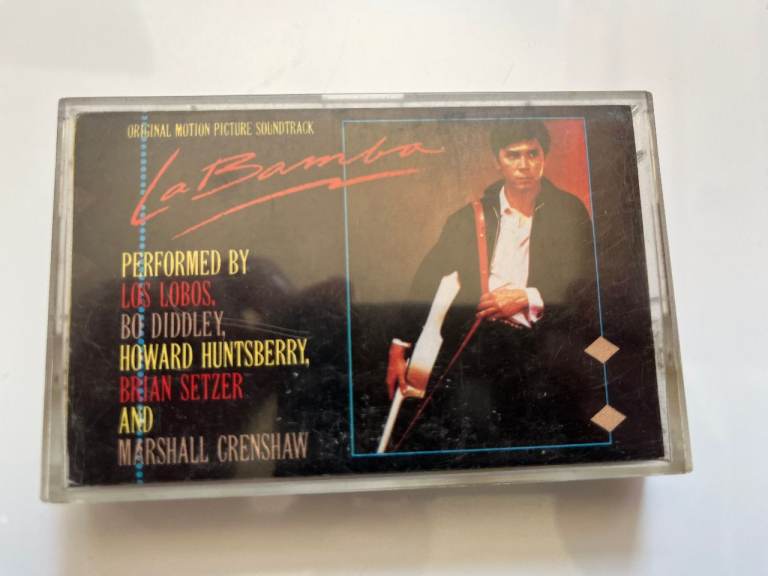 ORIGINAL MOTION PICTURE SOUNDTRACK
La Bamba
PERFORMED BY
LOS LOBOS,
BO DIDDLEY,
HOWARD HUNTSBERRY,
BRIAN SETZER
AND
MARSHALL CRENSHAW